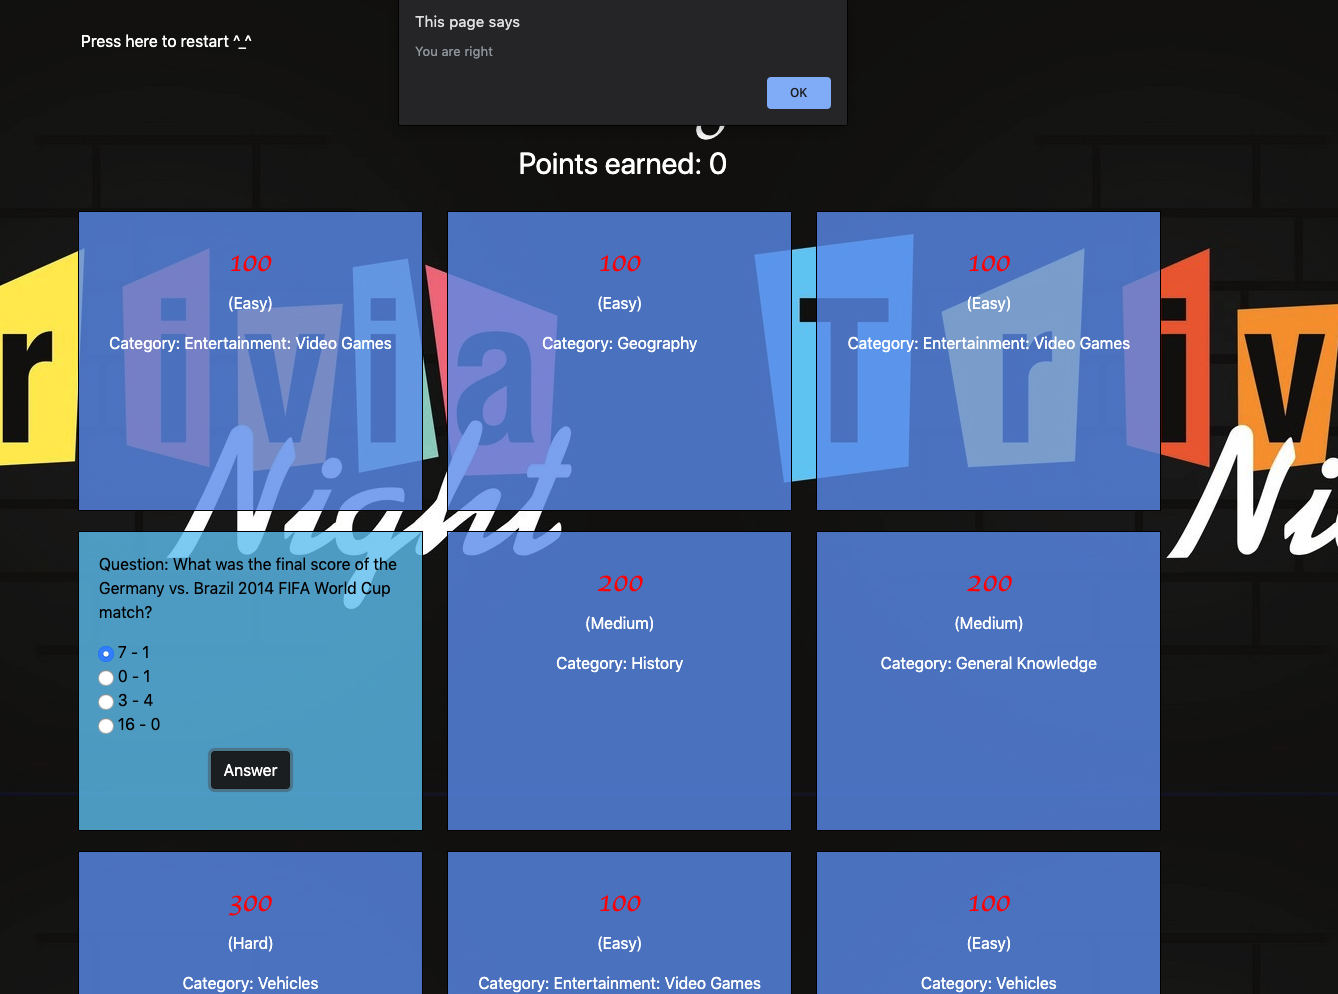 Press here to restart ^_^
This page says
You are right
OK
Points earned: 0
100
(Easy)
Category: Entertainment: Video Games
100
(Easy)
Category: Geography
100
(Easy)
Category: Entertainment: Video Games
r i v i a
T r i v
Night
Ni
Question: What was the final score of the
Germany vs. Brazil 2014 FIFA World Cup
match?
7 - 1
0 - 1
3 - 4
16 - 0
Answer
200
(Medium)
Category: History
200
(Medium)
Category: General Knowledge
300
(Hard)
Category: Vehicles
100
(Easy)
Category: Entertainment: Video Games
100
(Easy)
Category: Vehicles